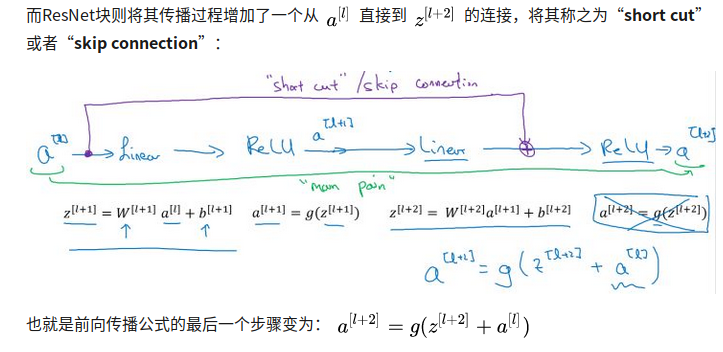 而ResNet块则将其传播过程增加了一个从 a^[l] 直接到 z^[l+2] 的连接，将其称之为“short cut”
或者“skip connection”：
"short cut" / skip connection
a^[l] → Linear → ReLU a^[l+1] → Linear → ⊕ → ReLU → a^[l+2]
"main path"
z^[l+1] = W^[l+1] a^[l] + b^[l+1] a^[l+1] = g(z^[l+1]) z^[l+2] = W^[l+2]a^[l+1] + b^[l+2] a^[l+2] = g(z^[l+2])
a^[l+2] = g(z^[l+2] + a^[l])
也就是前向传播公式的最后一个步骤变为： a^[l+2] = g(z^[l+2] + a^[l])